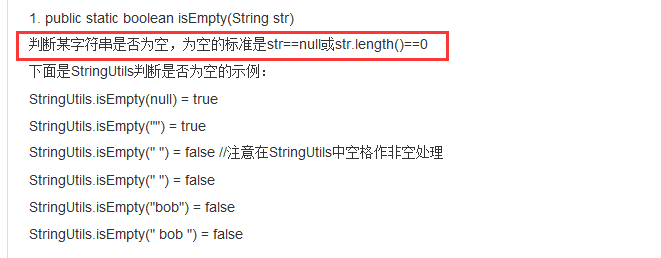 1. public static boolean isEmpty(String str)
判断某字符串是否为空，为空的标准是str==null或str.length()==0
下面是StringUtils判断是否为空的示例：
StringUtils.isEmpty(null) = true
StringUtils.isEmpty("") = true
StringUtils.isEmpty(" ") = false //注意在StringUtils中空格作非空处理
StringUtils.isEmpty(" ") = false
StringUtils.isEmpty("bob") = false
StringUtils.isEmpty(" bob ") = false